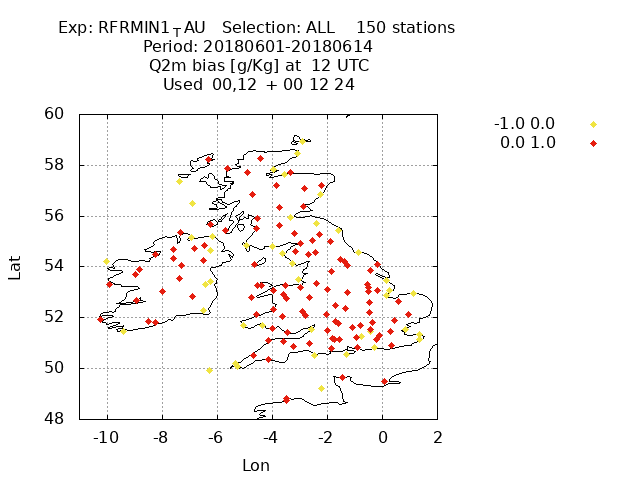 Exp: RFRMIN1TAU Selection: ALL 150 stations
Period: 20180601-20180614
Q2m bias [g/Kg] at 12 UTC
Used 00,12 + 00 12 24
-1.0 0.0
0.0 1.0
60
58
56
54
52
50
48
Lat
-10 -8 -6 -4 -2 0 2
Lon